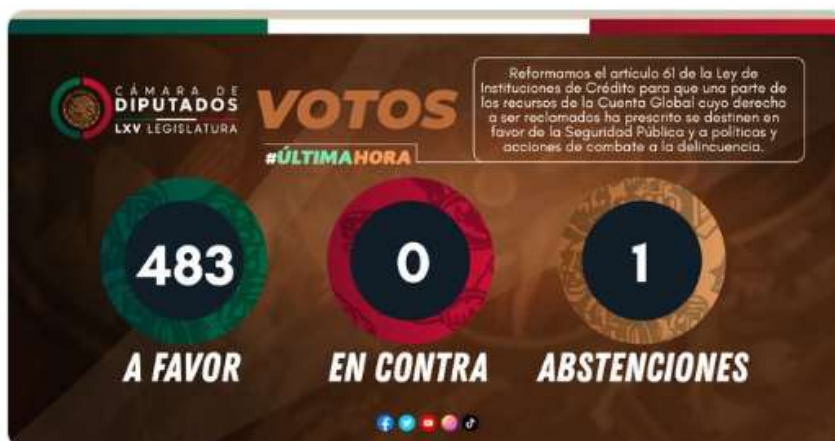 CÁMARA DE
DIPUTADOS
LXV LEGISLATURA
VOTOS
#ÚLTIMAHORA
Reformamos el artículo 61 de la Ley de
Instituciones de Crédito para que una parte de
los recursos de la Cuenta Global cuyo derecho
a ser reclamados ha prescrito se destinen en
favor de la Seguridad Pública y a políticas y
acciones de combate a la delincuencia.
483
0
1
A FAVOR
EN CONTRA
ABSTENCIONES